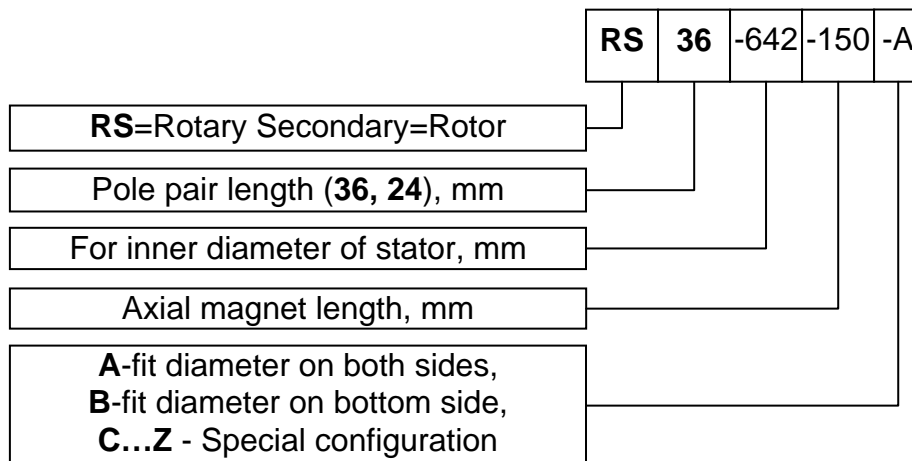 RS 36 -642 -150 -A
RS=Rotary Secondary=Rotor
Pole pair length (36, 24), mm
For inner diameter of stator, mm
Axial magnet length, mm
A-fit diameter on both sides,
B-fit diameter on bottom side,
C...Z - Special configuration